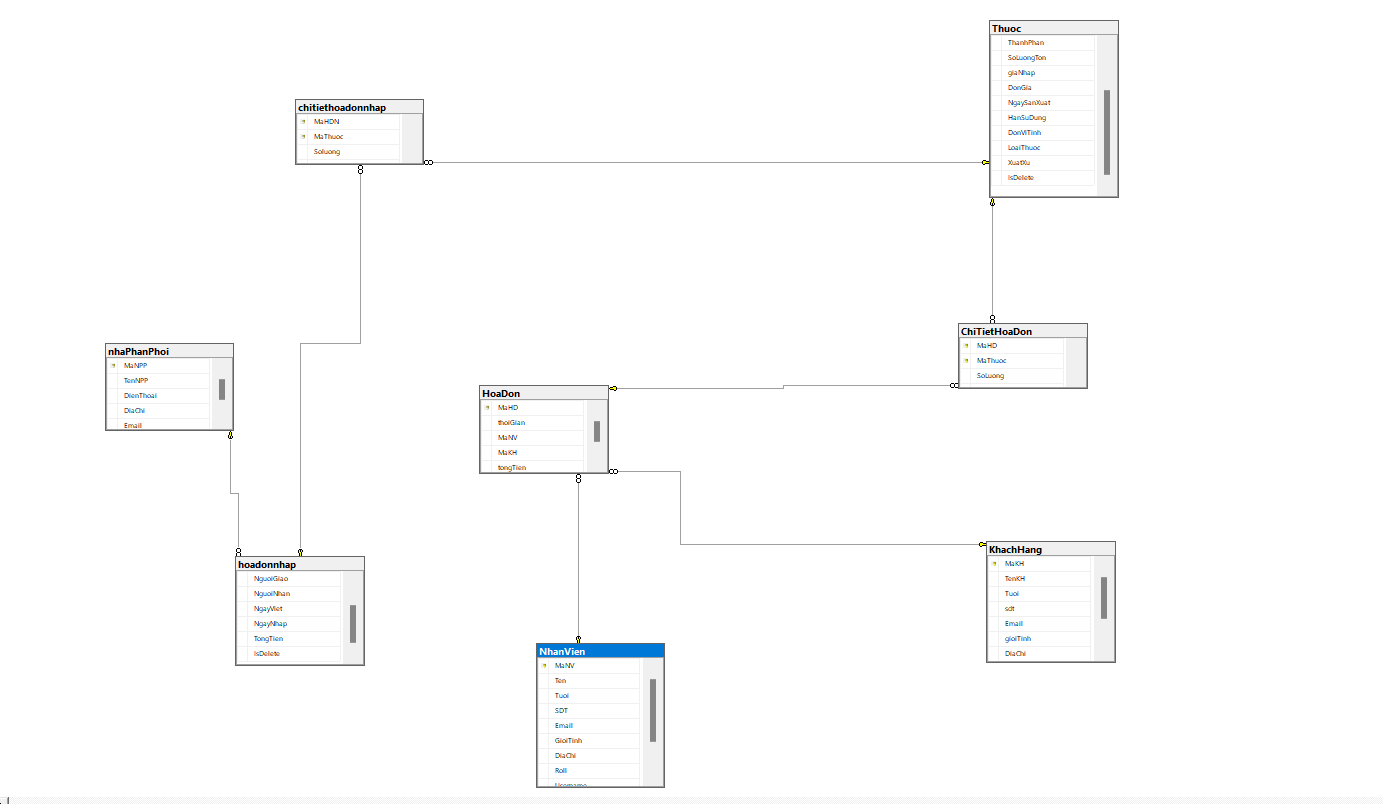 Thuoc
ThanhPhan
SoLuongTon
giaNhap
DonGia
NgaySanXuat
HanSuDung
DonViTinh
LoaiThuoc
XuatXu
IsDelete
chitiethoadonnhap
MaHDN
MaThuoc
Soluong
ChiTietHoaDon
MaHD
MaThuoc
SoLuong
nhaPhanPhoi
MaNPP
TenNPP
DienThoai
DiaChi
Email
HoaDon
MaHD
thoiGian
MaNV
MaKH
tongTien
hoadonnhap
NguoiGiao
NguoiNhan
NgayViet
NgayNhap
TongTien
IsDelete
KhachHang
MaKH
TenKH
Tuoi
sdt
Email
gioiTinh
DiaChi
NhanVien
MaNV
Ten
Tuoi
SDT
Email
GioiTinh
DiaChi
Roll
Username